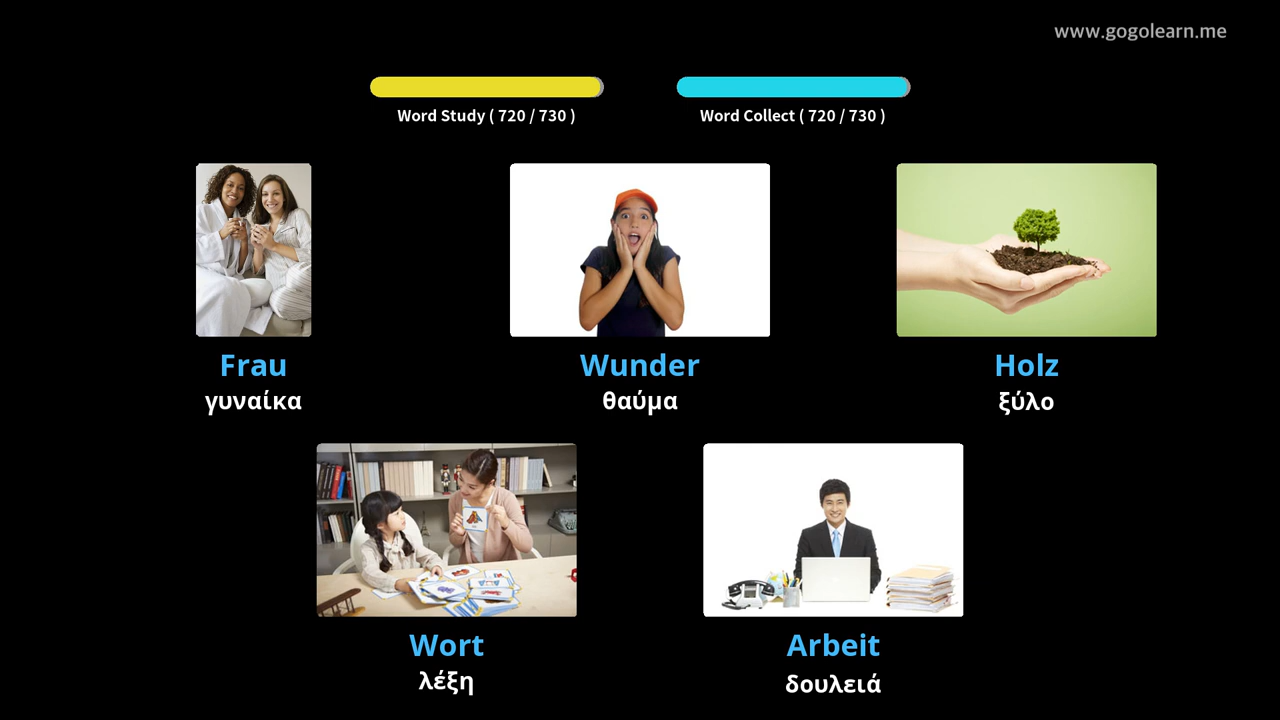 www.gogolearn.me
Word Study ( 720 / 730 )
Word Collect ( 720 / 730 )
Frau
γυναίκα
Wunder
θαύμα
Holz
ξύλο
Wort
λέξη
Arbeit
δουλειά